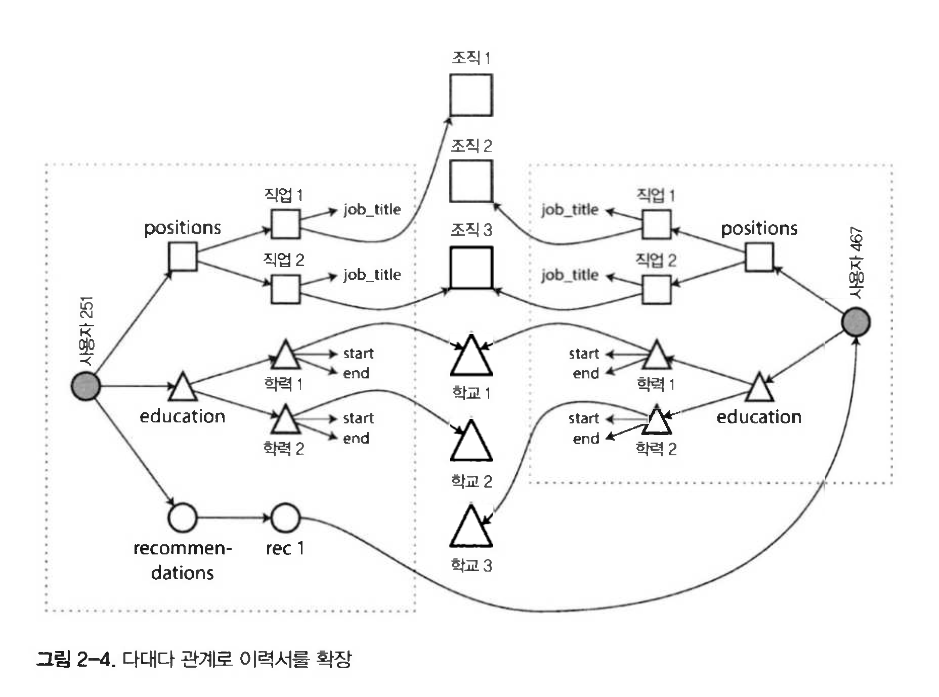 조직 1
조직 2
조직 3
직업 1
job_title
positions
직업 2
job_title
사용자 251
start
end
학력 1
education
start
end
학력 2
recommen-
dations
rec 1
학교 1
학교 2
학교 3
직업 1
job_title
positions
직업 2
job_title
사용자 467
start
end
학력 1
education
start
end
학력 2
그림 2-4. 다대다 관계로 이력서를 확장